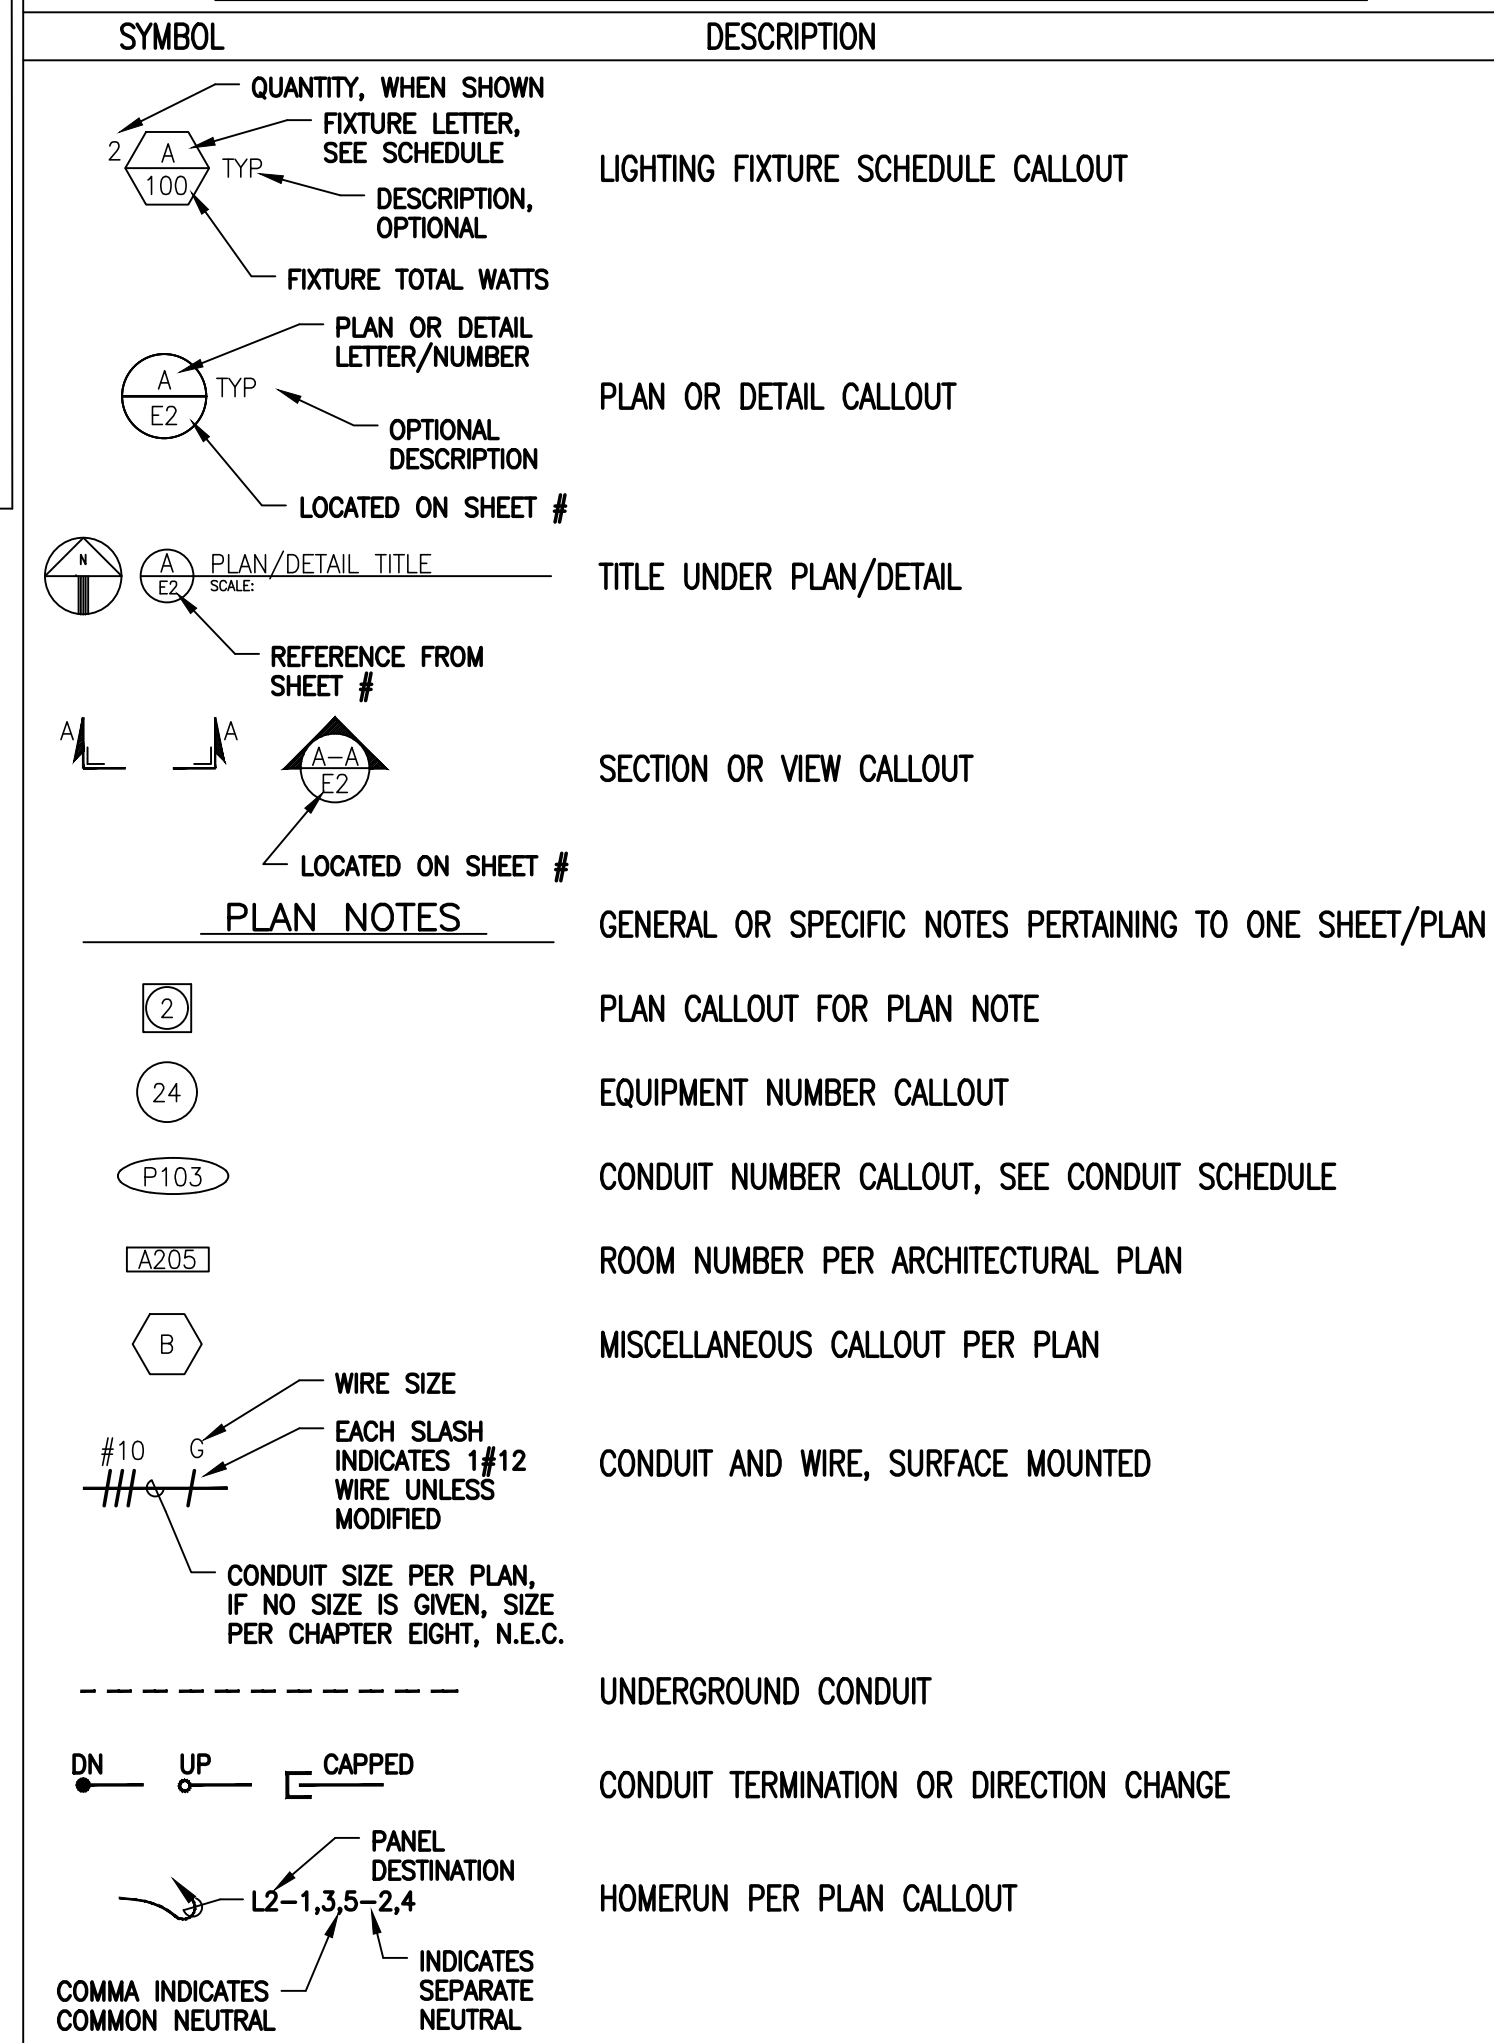 SYMBOL DESCRIPTION
QUANTITY, WHEN SHOWN
FIXTURE LETTER,
SEE SCHEDULE
2 A TYP
100
DESCRIPTION,
OPTIONAL
FIXTURE TOTAL WATTS
LIGHTING FIXTURE SCHEDULE CALLOUT
PLAN OR DETAIL
LETTER/NUMBER
A TYP
E2
OPTIONAL
DESCRIPTION
LOCATED ON SHEET #
PLAN OR DETAIL CALLOUT
N
A PLAN/DETAIL TITLE
E2 SCALE:
REFERENCE FROM
SHEET #
TITLE UNDER PLAN/DETAIL
A A
A-A
E2
LOCATED ON SHEET #
SECTION OR VIEW CALLOUT
PLAN NOTES GENERAL OR SPECIFIC NOTES PERTAINING TO ONE SHEET/PLAN
2 PLAN CALLOUT FOR PLAN NOTE
24 EQUIPMENT NUMBER CALLOUT
P103 CONDUIT NUMBER CALLOUT, SEE CONDUIT SCHEDULE
A205 ROOM NUMBER PER ARCHITECTURAL PLAN
B MISCELLANEOUS CALLOUT PER PLAN
WIRE SIZE
#10 G
EACH SLASH
INDICATES 1#12
WIRE UNLESS
MODIFIED
CONDUIT SIZE PER PLAN,
IF NO SIZE IS GIVEN, SIZE
PER CHAPTER EIGHT, N.E.C.
CONDUIT AND WIRE, SURFACE MOUNTED
UNDERGROUND CONDUIT
DN UP CAPPED
CONDUIT TERMINATION OR DIRECTION CHANGE
PANEL
DESTINATION
L2-1,3,5-2,4
COMMA INDICATES
COMMON NEUTRAL
INDICATES
SEPARATE
NEUTRAL
HOMERUN PER PLAN CALLOUT